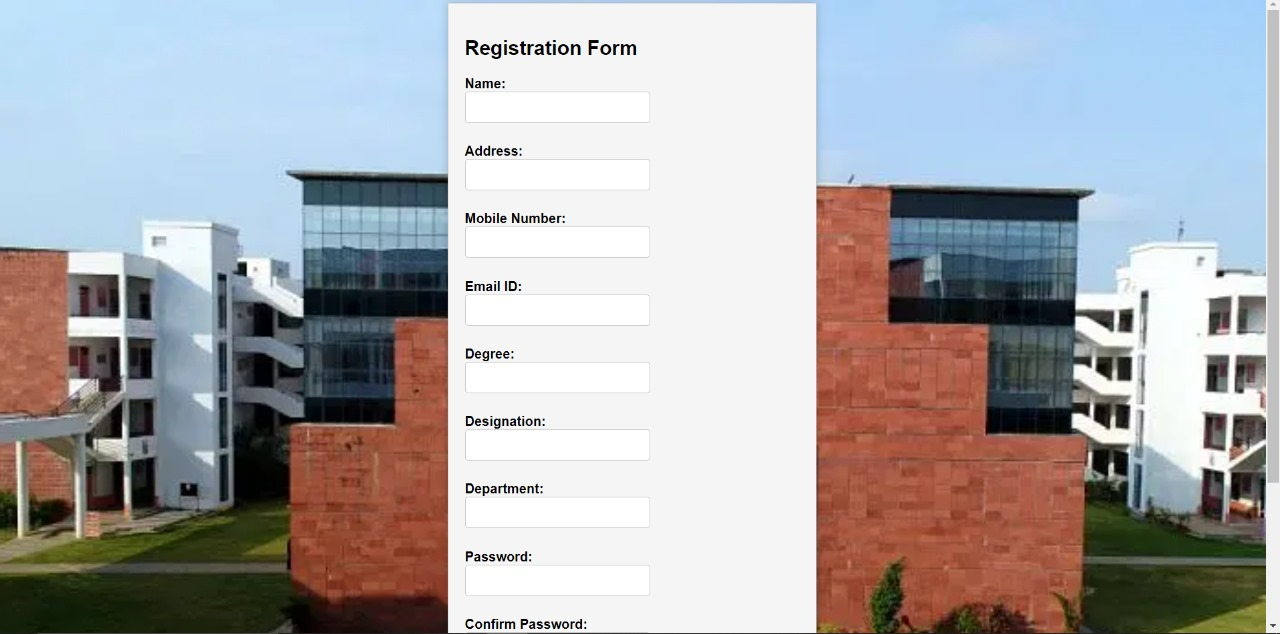 Registration Form
Name:
Address:
Mobile Number:
Email ID:
Degree:
Designation:
Department:
Password:
Confirm Password: